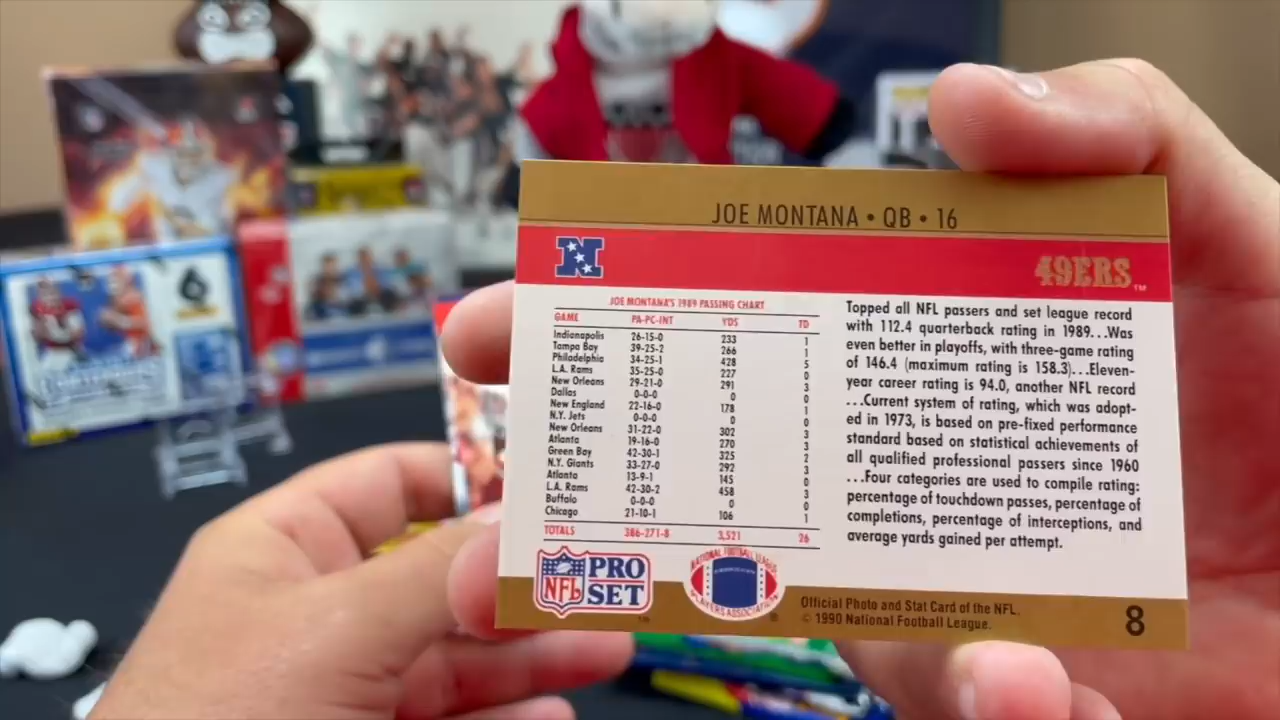 JOE MONTANA • QB • 16
N
49ERS™
JOE MONTANA'S 1989 PASSING CHART
GAME PA-PC-INT YDS TD
Indianapolis 26-15-0 233 1
Tampa Bay 39-25-2 266 1
Philadelphia 34-25-1 428 5
L.A. Rams 35-25-0 227 0
New Orleans 29-21-0 291 3
Dallas 0-0-0 0 0
New England 22-16-0 178 1
N.Y. Jets 0-0-0 0 0
New Orleans 31-22-0 302 3
Atlanta 19-16-0 270 3
Green Bay 42-30-1 325 2
N.Y. Giants 33-27-0 292 3
Atlanta 13-9-1 145 0
L.A. Rams 42-30-2 458 3
Buffalo 0-0-0 0 0
Chicago 21-10-1 106 1
TOTALS 386-271-8 3,521 26
Topped all NFL passers and set league record
with 112.4 quarterback rating in 1989...Was
even better in playoffs, with three-game rating
of 146.4 (maximum rating is 158.3)...Eleven-
year career rating is 94.0, another NFL record
...Current system of rating, which was adopt-
ed in 1973, is based on pre-fixed performance
standard based on statistical achievements of
all qualified professional passers since 1960
...Four categories are used to compile rating:
percentage of touchdown passes, percentage of
completions, percentage of interceptions, and
average yards gained per attempt.
NFL PRO SET™
NATIONAL FOOTBALL LEAGUE
PLAYERS ASSOCIATION ®
Official Photo and Stat Card of the NFL.
© 1990 National Football League.
8
6